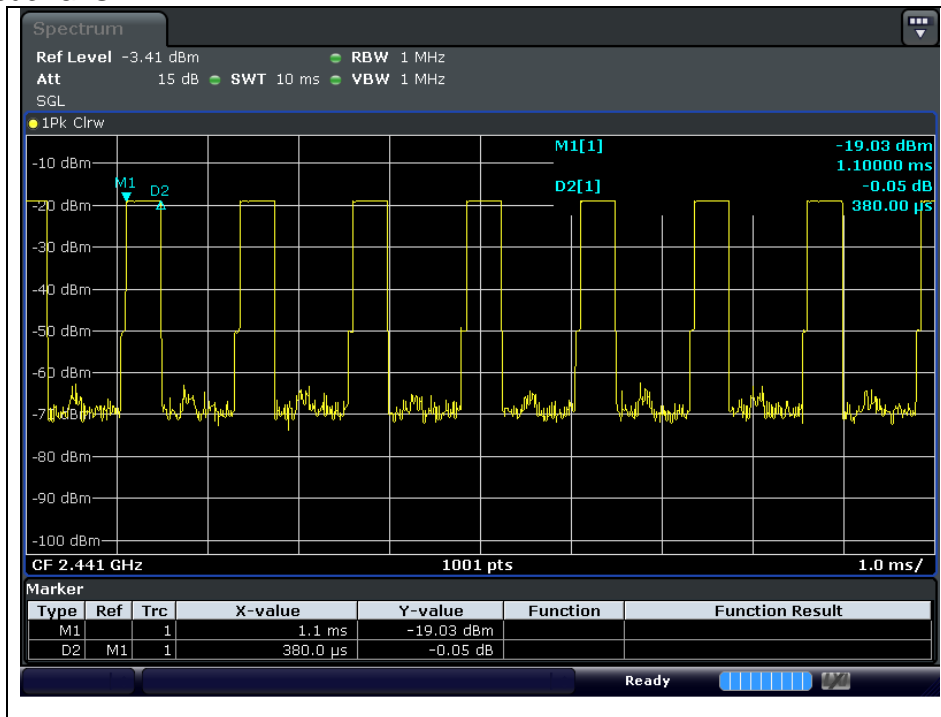 Spectrum
Ref Level -3.41 dBm RBW 1 MHz
Att 15 dB SWT 10 ms VBW 1 MHz
SGL
1Pk Clrw
M1[1] -19.03 dBm
1.10000 ms
D2[1] -0.05 dB
380.00 µs
M1 D2
-10 dBm
-20 dBm
-30 dBm
-40 dBm
-50 dBm
-60 dBm
-70 dBm
-80 dBm
-90 dBm
-100 dBm
CF 2.441 GHz 1001 pts 1.0 ms/
Marker
Type Ref Trc X-value Y-value Function Function Result
M1 1 1.1 ms -19.03 dBm
D2 M1 1 380.0 µs -0.05 dB
Ready